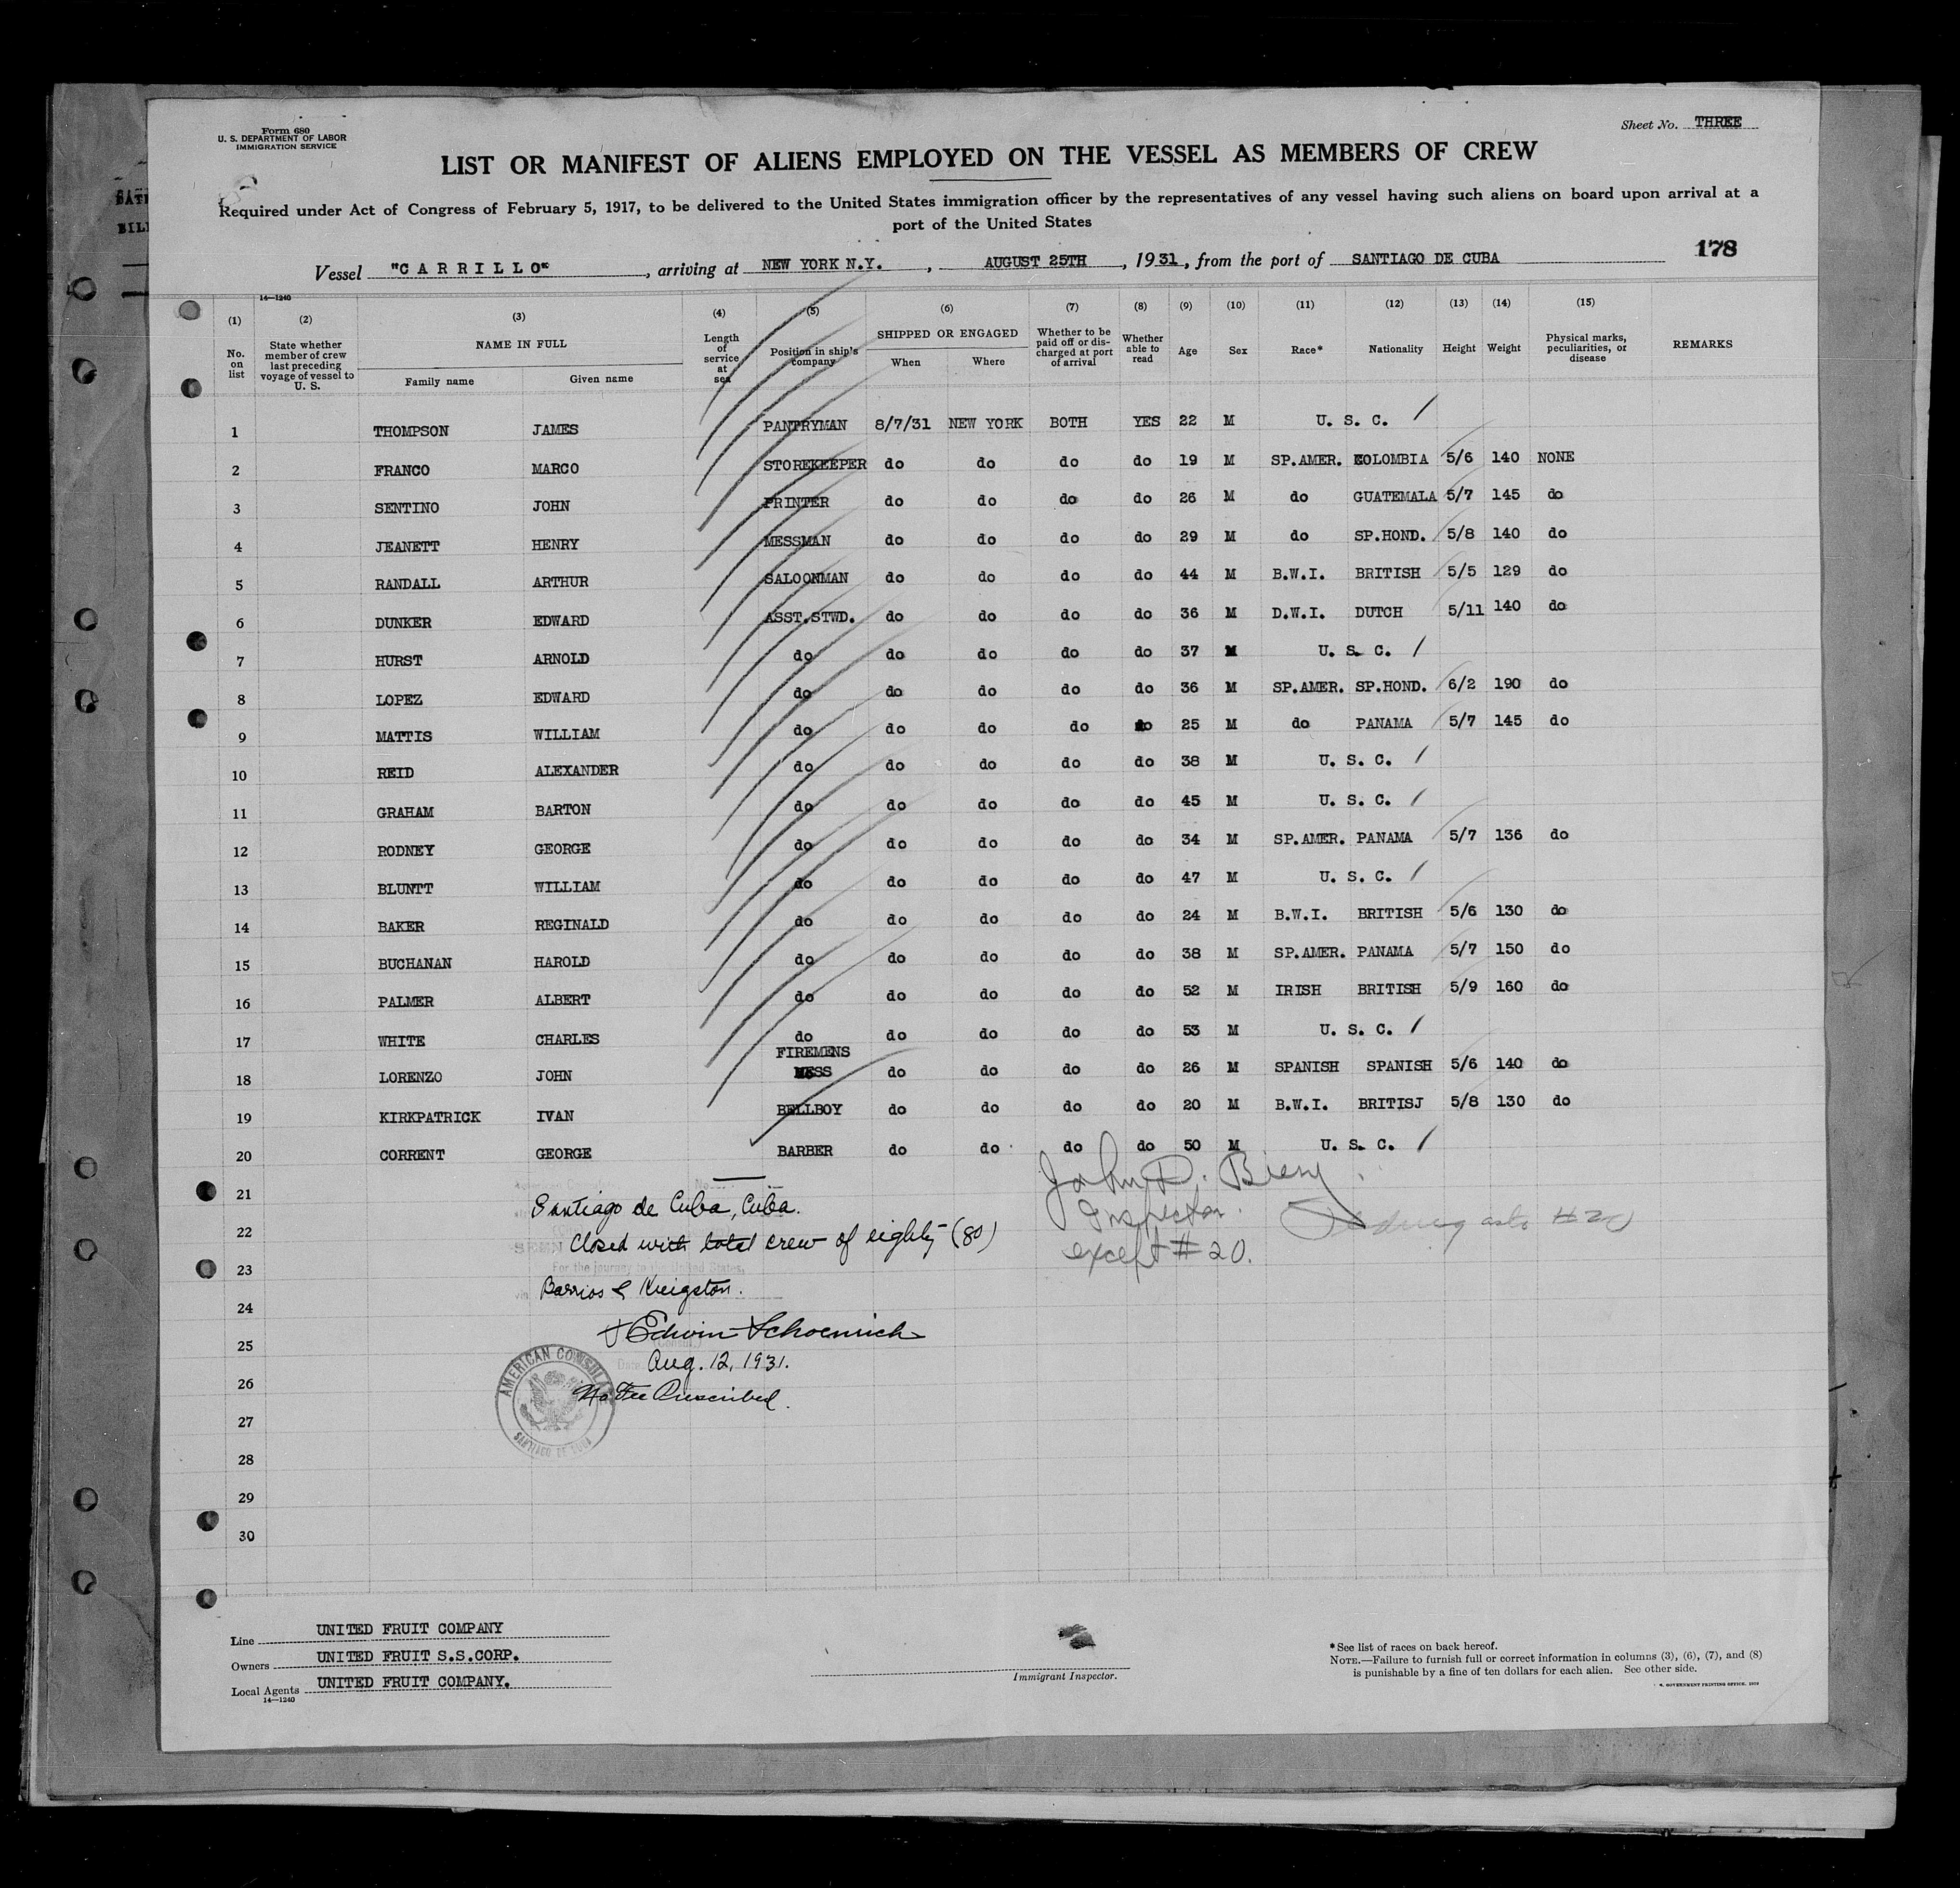 Form 680
U. S. DEPARTMENT OF LABOR
IMMIGRATION SERVICE
Sheet No. THREE
LIST OR MANIFEST OF ALIENS EMPLOYED ON THE VESSEL AS MEMBERS OF CREW
Required under Act of Congress of February 5, 1917, to be delivered to the United States immigration officer by the representatives of any vessel having such aliens on board upon arrival at a
port of the United States
178
Vessel "CARRILLO", arriving at NEW YORK N.Y., AUGUST 25TH, 1931, from the port of SANTIAGO DE CUBA
14—1240
(1) (2) (3) (4) (5) (6) (7) (8) (9) (10) (11) (12) (13) (14) (15)
No. on list
State whether member of crew last preceding voyage of vessel to U. S.
NAME IN FULL
Family name Given name
Length of service at sea
Position in ship's company
SHIPPED OR ENGAGED
When Where
Whether to be paid off or discharged at port of arrival
Whether able to read
Age Sex Race* Nationality Height Weight
Physical marks, peculiarities, or disease
REMARKS
1 THOMPSON JAMES PANTRYMAN 8/7/31 NEW YORK BOTH YES 22 M U. S. C. /
2 FRANCO MARCO STOREKEEPER do do do do 19 M SP.AMER. COLOMBIA 5/6 140 NONE
3 SENTINO JOHN PRINTER do do do do 26 M do GUATEMALA 5/7 145 do
4 JEANETT HENRY MESSMAN do do do do 29 M do SP.HOND. 5/8 140 do
5 RANDALL ARTHUR SALOONMAN do do do do 44 M B.W.I. BRITISH 5/5 129 do
6 DUNKER EDWARD ASST.STWD. do do do do 36 M D.W.I. DUTCH 5/11 140 do
7 HURST ARNOLD do do do do do 37 M U. S. C. /
8 LOPEZ EDWARD do do do do do 36 M SP.AMER. SP.HOND. 6/2 190 do
9 MATTIS WILLIAM do do do do do 25 M do PANAMA 5/7 145 do
10 REID ALEXANDER do do do do do 38 M U. S. C. /
11 GRAHAM BARTON do do do do do 45 M U. S. C. /
12 RODNEY GEORGE do do do do do 34 M SP.AMER. PANAMA 5/7 136 do
13 BLUNTT WILLIAM do do do do do 47 M U. S. C. /
14 BAKER REGINALD do do do do do 24 M B.W.I. BRITISH 5/6 130 do
15 BUCHANAN HAROLD do do do do do 38 M SP.AMER. PANAMA 5/7 150 do
16 PALMER ALBERT do do do do do 52 M IRISH BRITISH 5/9 160 do
17 WHITE CHARLES do do do do do 53 M U. S. C. /
18 LORENZO JOHN FIREMENS MESS do do do do 26 M SPANISH SPANISH 5/6 140 do
19 KIRKPATRICK IVAN BELLBOY do do do do 20 M B.W.I. BRITISJ 5/8 130 do
20 CORRENT GEORGE BARBER do do do do 50 M U. S. C. /
21
22
23
24
25
26
27
28
29
30
Santiago de Cuba, Cuba.
Closed with total crew of eighty (80)
For the journey to the United States,
via Barrios & Kingston.
Edwin Schoenrich
Aug. 12, 1931.
No Fee Prescribed.
AMERICAN CONSULATE
SANTIAGO DE CUBA
John D.
Inspector.
except #20.
#20
Line UNITED FRUIT COMPANY
Owners UNITED FRUIT S.S.CORP.
Local Agents UNITED FRUIT COMPANY.
14—1240
Immigrant Inspector.
*See list of races on back hereof.
NOTE.—Failure to furnish full or correct information in columns (3), (6), (7), and (8)
is punishable by a fine of ten dollars for each alien. See other side.
GOVERNMENT PRINTING OFFICE